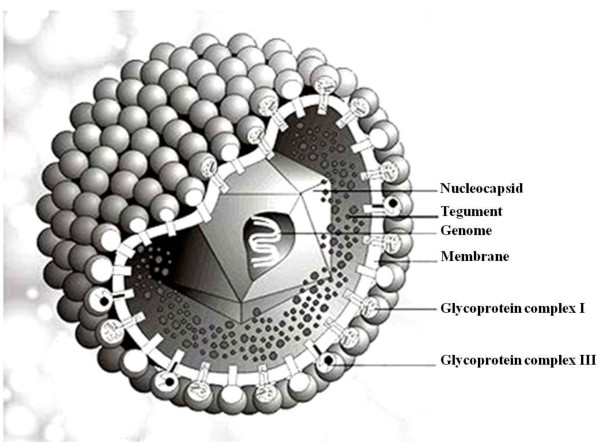 Nucleocapsid
Tegument
Genome
Membrane
Glycoprotein complex I
Glycoprotein complex III